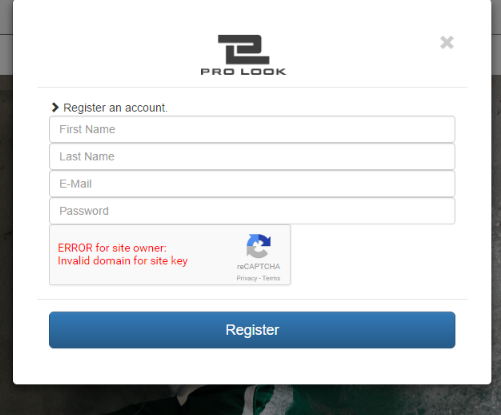 PRO LOOK
Register an account.
First Name
Last Name
E-Mail
Password
ERROR for site owner:
Invalid domain for site key
reCAPTCHA
Privacy - Terms
Register